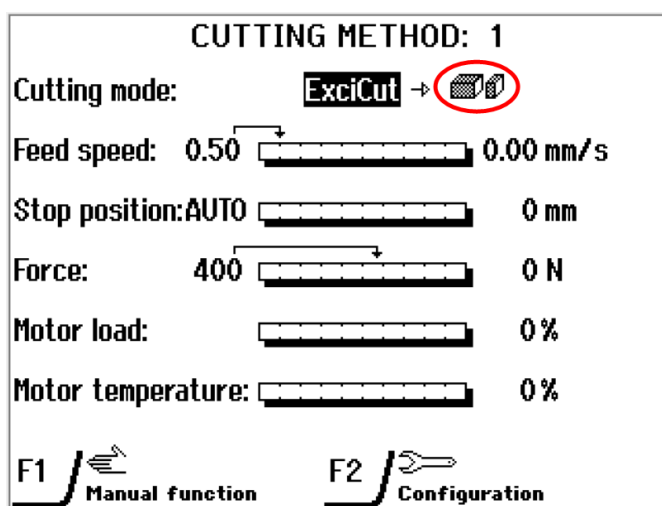 CUTTING METHOD: 1
Cutting mode: ExciCut
Feed speed: 0.50 0.00 mm/s
Stop position:AUTO 0 mm
Force: 400 0 N
Motor load: 0 %
Motor temperature: 0 %
F1 Manual function F2 Configuration